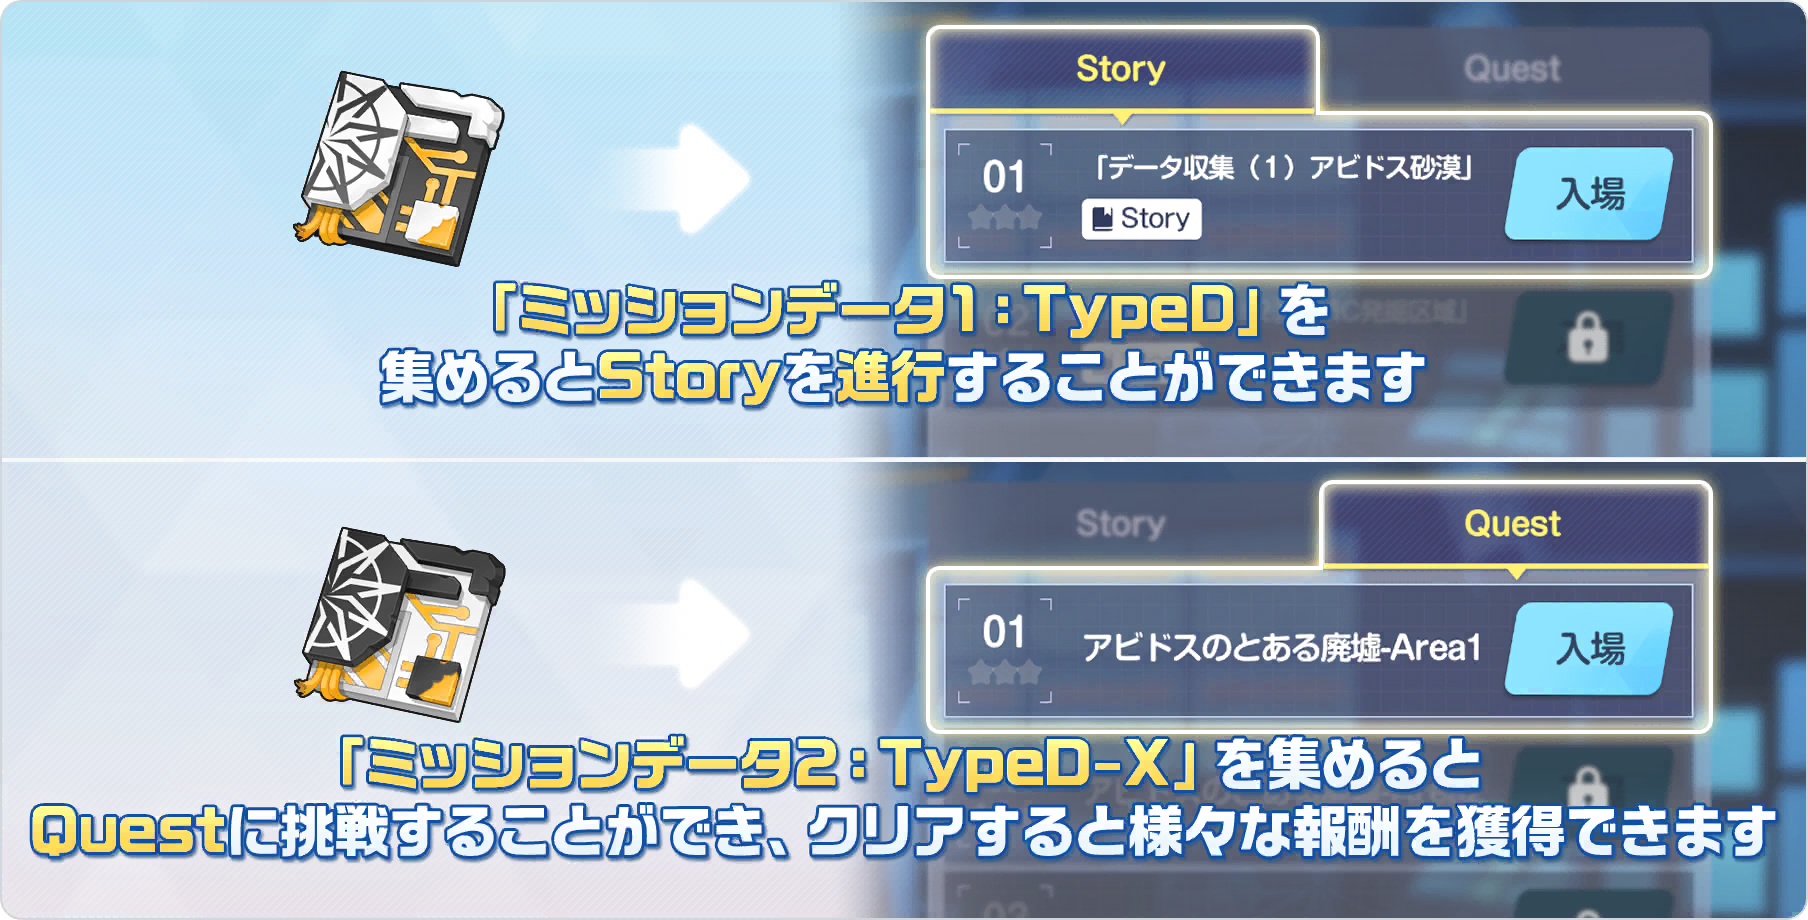 Story
Quest
01
「データ収集（1）アビドス砂漠」
Story
入場
「ミッションデータ1：TypeD」を
集めるとStoryを進行することができます
Story
Quest
01
アビドスのとある廃墟-Area1
入場
「ミッションデータ2：TypeD-X」を集めると
Questに挑戦することができ、クリアすると様々な報酬を獲得できます
02